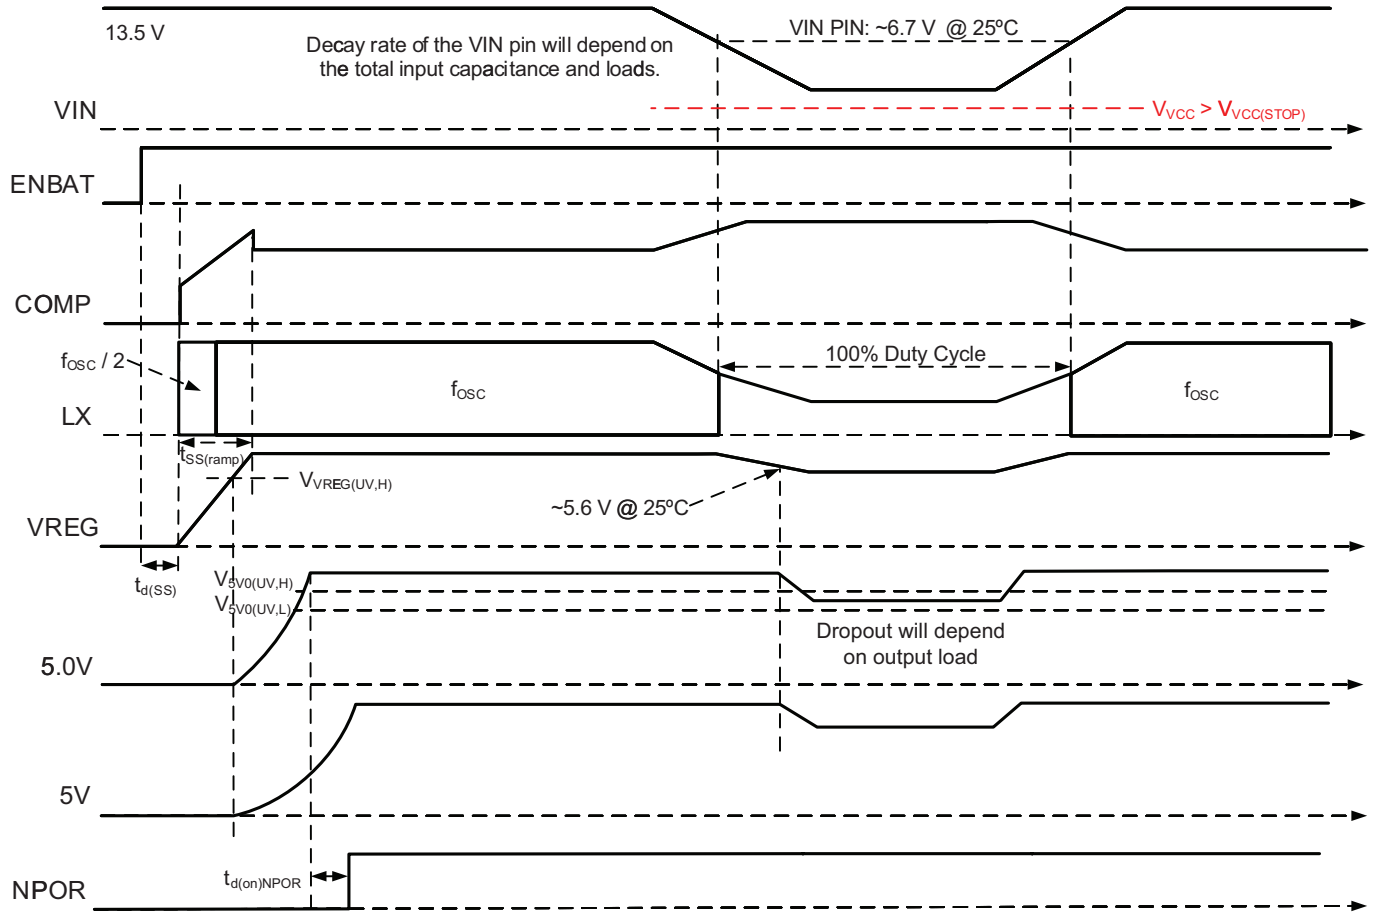 13.5 V
Decay rate of the VIN pin will depend on
the total input capacitance and loads.
VIN PIN: ~6.7 V @ 25ºC
VIN
VVCC > VVCC(STOP)
ENBAT
COMP
fOSC / 2
100% Duty Cycle
fOSC
fOSC
LX
tSS(ramp)
VVREG(UV,H)
~5.6 V @ 25ºC
VREG
td(SS)
V5V0(UV,H)
V5V0(UV,L)
Dropout will depend
on output load
5.0V
5V
td(on)NPOR
NPOR